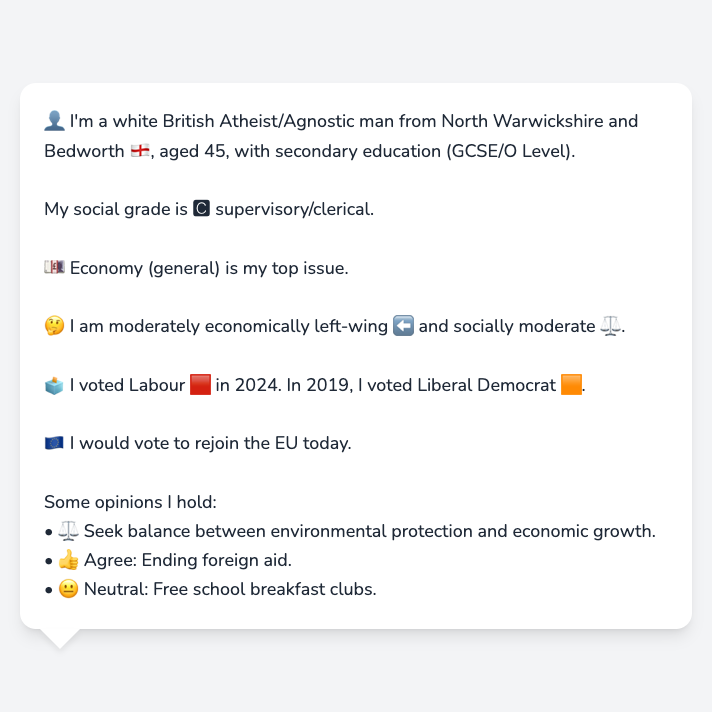 👤 I'm a white British Atheist/Agnostic man from North Warwickshire and
Bedworth 🏴󠁧󠁢󠁥󠁮󠁧󠁿, aged 45, with secondary education (GCSE/O Level).
My social grade is 🅲 supervisory/clerical.
💷 Economy (general) is my top issue.
🤔 I am moderately economically left-wing ⬅️ and socially moderate ⚖️.
🗳️ I voted Labour 🟥 in 2024. In 2019, I voted Liberal Democrat 🟧.
🇪🇺 I would vote to rejoin the EU today.
Some opinions I hold:
• ⚖️ Seek balance between environmental protection and economic growth.
• 👍 Agree: Ending foreign aid.
• 😐 Neutral: Free school breakfast clubs.